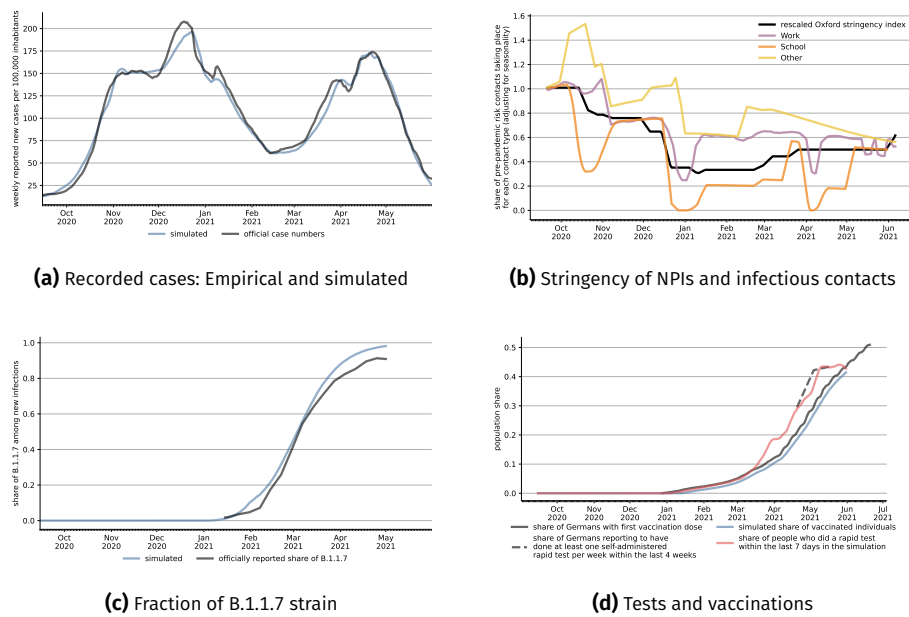 weekly reported new cases per 100,000 inhabitants
200
175
150
125
100
75
50
25
Oct 2020
Nov 2020
Dec 2020
Jan 2021
Feb 2021
Mar 2021
Apr 2021
May 2021
simulated
official case numbers
(a) Recorded cases: Empirical and simulated
share of pre-pandemic risk contacts taking place
for each contact type (adjusting for seasonality)
1.6
1.4
1.2
1.0
0.8
0.6
0.4
0.2
0.0
rescaled Oxford stringency index
Work
School
Other
Oct 2020
Nov 2020
Dec 2020
Jan 2021
Feb 2021
Mar 2021
Apr 2021
May 2021
Jun 2021
(b) Stringency of NPIs and infectious contacts
share of B.1.1.7 among new infections
1.0
0.8
0.6
0.4
0.2
0.0
Oct 2020
Nov 2020
Dec 2020
Jan 2021
Feb 2021
Mar 2021
Apr 2021
May 2021
simulated
officially reported share of B.1.1.7
(c) Fraction of B.1.1.7 strain
population share
0.5
0.4
0.3
0.2
0.1
0.0
Oct 2020
Nov 2020
Dec 2020
Jan 2021
Feb 2021
Mar 2021
Apr 2021
May 2021
Jun 2021
Jul 2021
share of Germans with first vaccination dose
share of Germans reporting to have
done at least one self-administered
rapid test per week within the last 4 weeks
simulated share of vaccinated individuals
share of people who did a rapid test
within the last 7 days in the simulation
(d) Tests and vaccinations